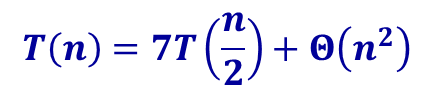 T(n) = 7T(n/2) + Θ(n²)